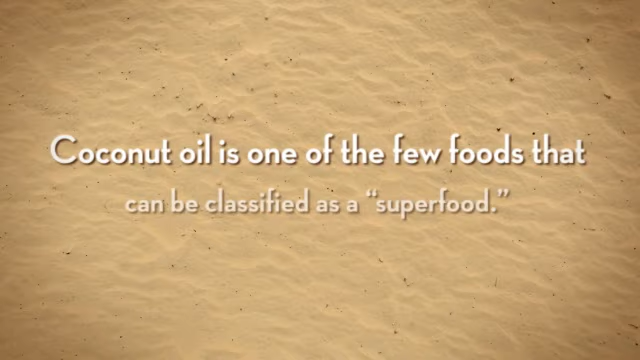 Coconut oil is one of the few foods that
can be classified as a “superfood.”